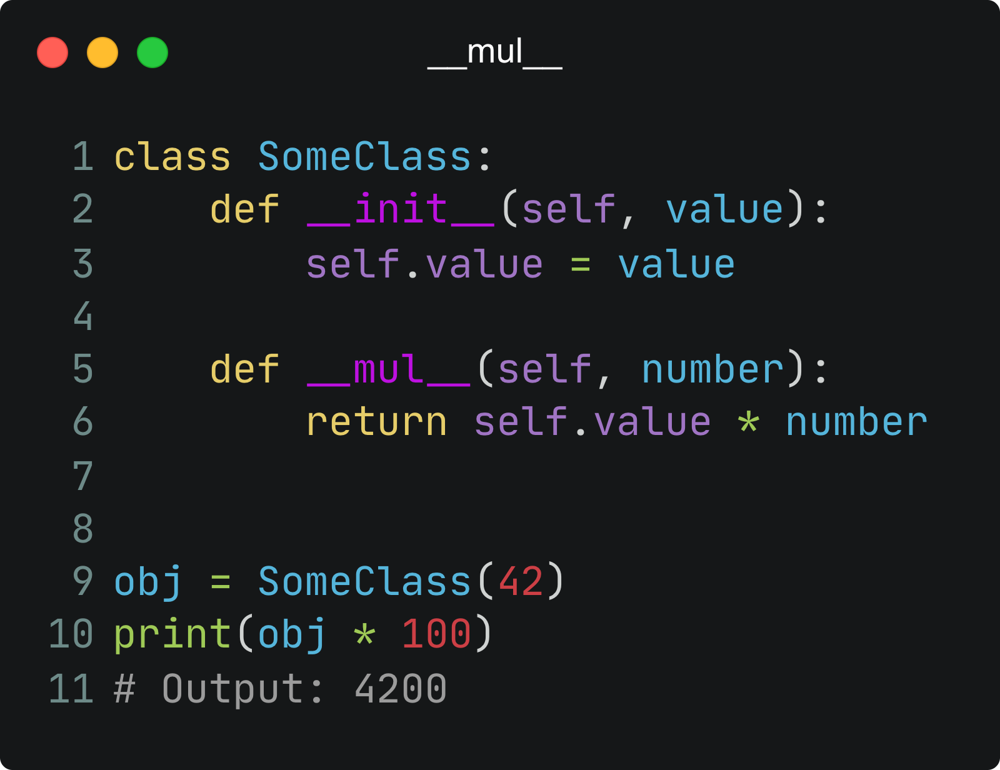 __mul__
1 class SomeClass:
2     def __init__(self, value):
3         self.value = value
4
5     def __mul__(self, number):
6         return self.value * number
7
8
9 obj = SomeClass(42)
10 print(obj * 100)
11 # Output: 4200